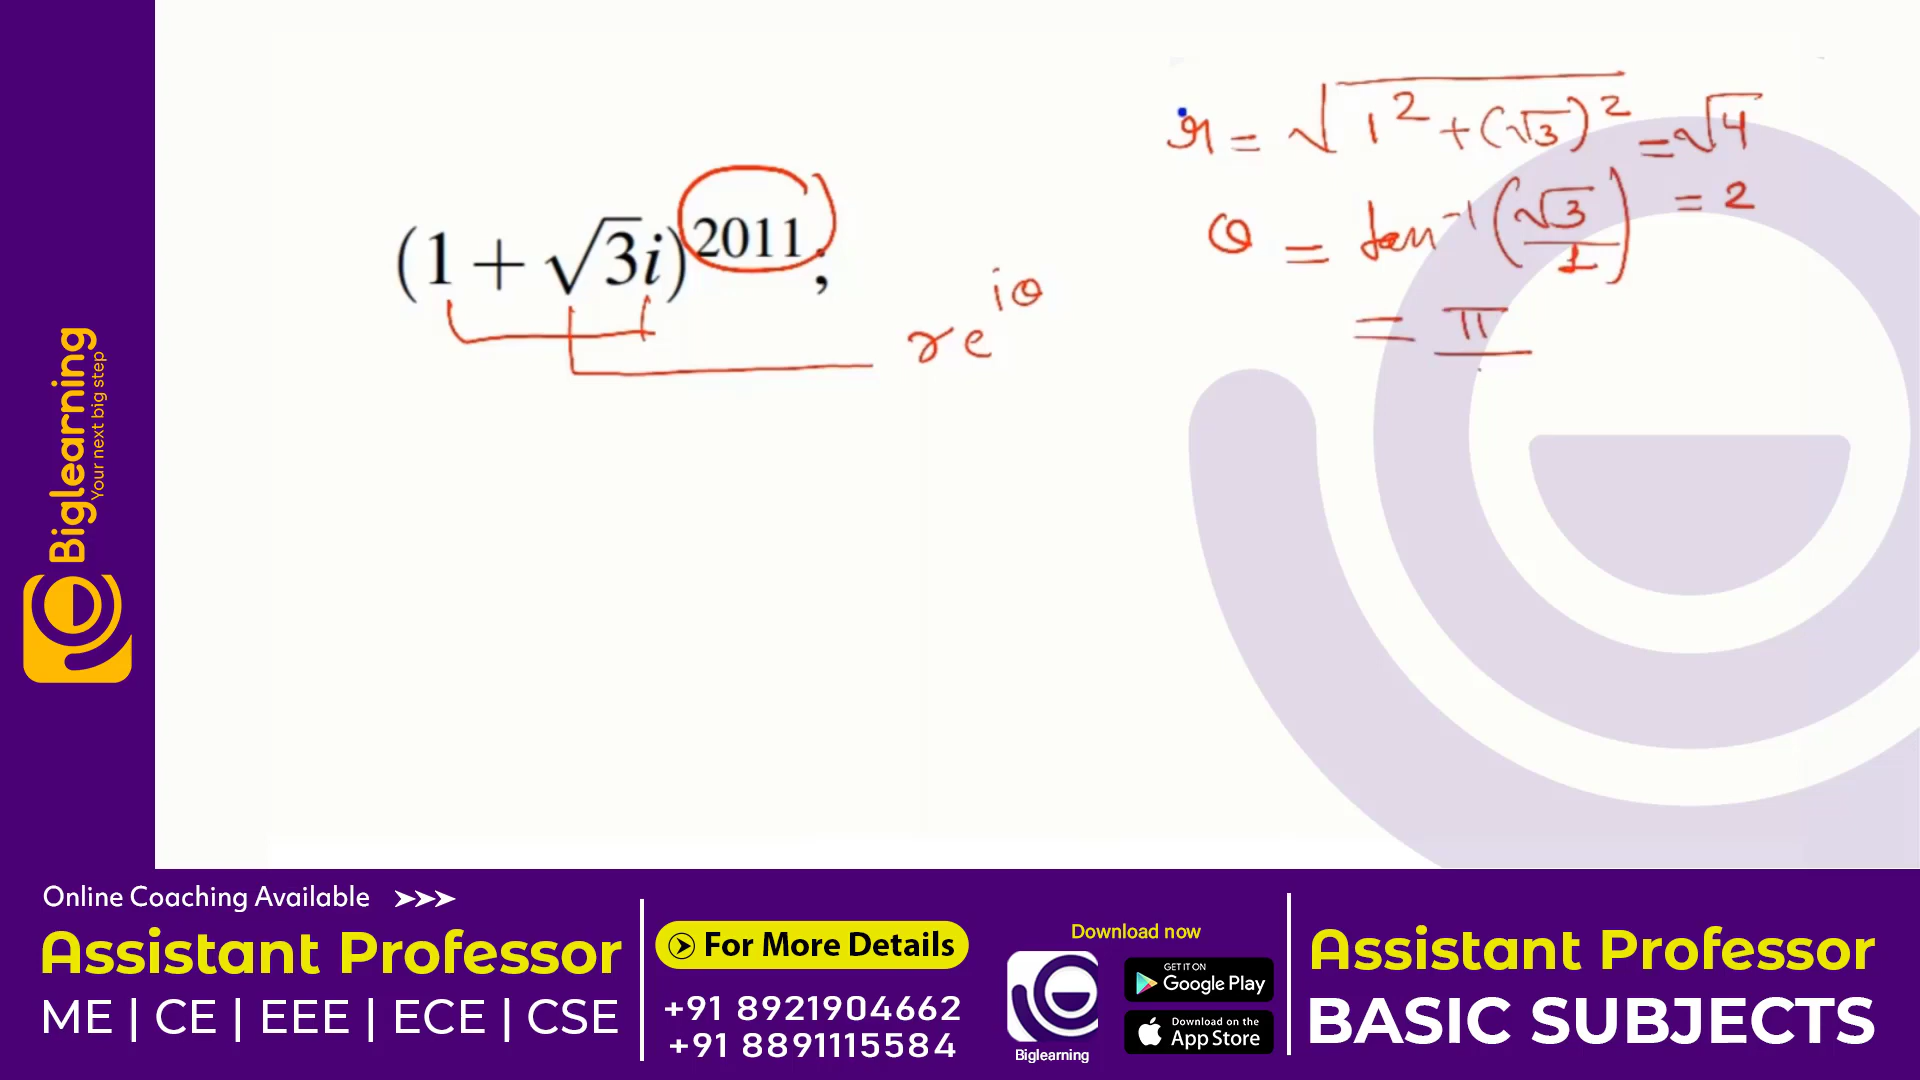 Biglearning
Your next big step
(1 + √3i)^2011,
re^iθ
r = √(1² + (√3)²) = √4
= 2
θ = tan⁻¹(√3/1)
= π
Online Coaching Available
Assistant Professor
ME | CE | EEE | ECE | CSE
For More Details
+91 8921904662
+91 8891115584
Download now
Biglearning
GET IT ON
Google Play
Download on the
App Store
Assistant Professor
BASIC SUBJECTS